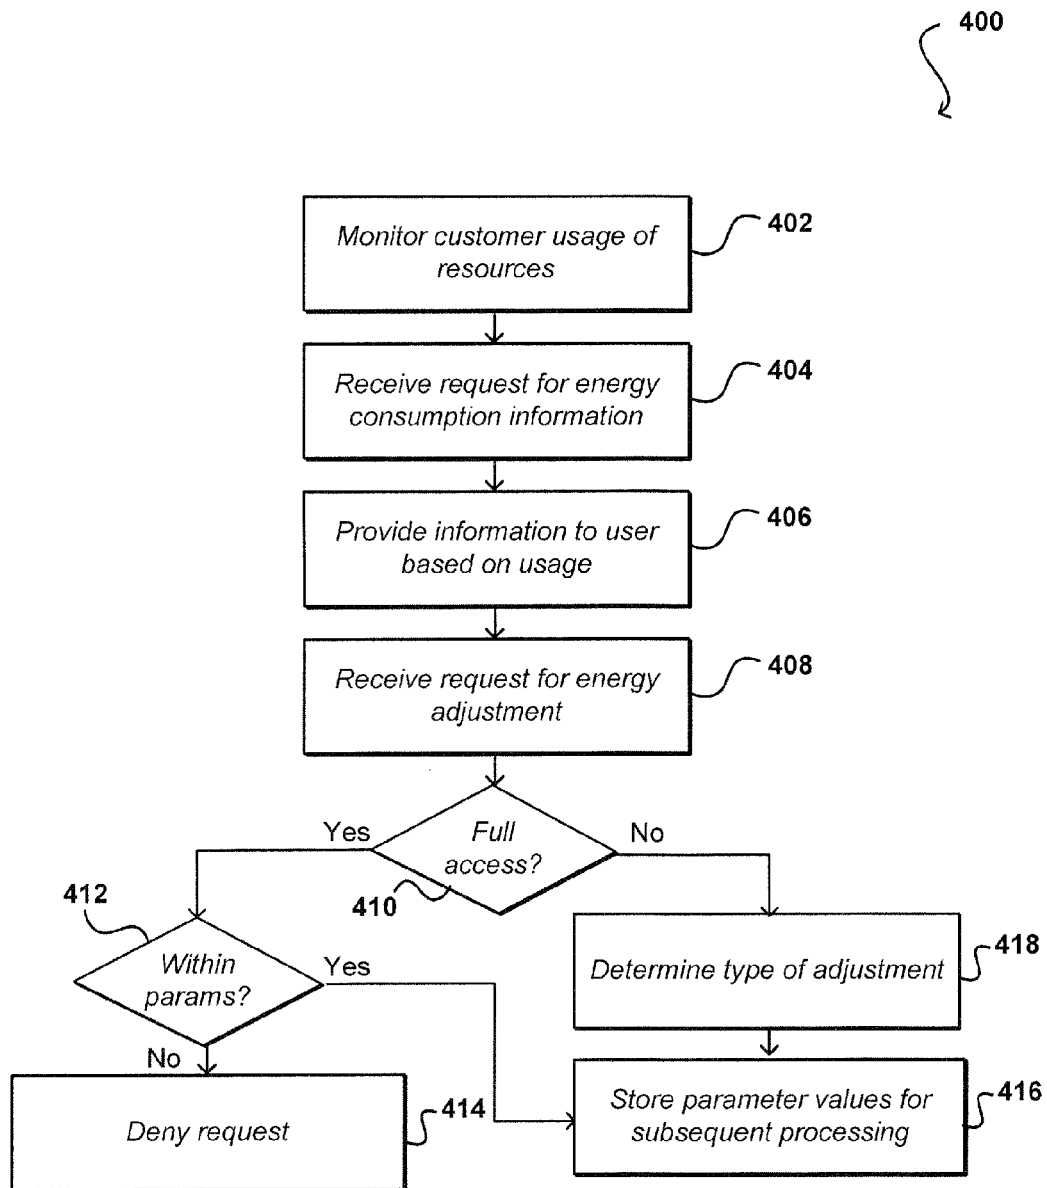 400
Monitor customer usage of
resources
402
Receive request for energy
consumption information
404
Provide information to user
based on usage
406
Receive request for energy
adjustment
408
Full
access?
Yes
No
410
412
Within
params?
Yes
No
Determine type of adjustment
418
Deny request
414
Store parameter values for
subsequent processing
416